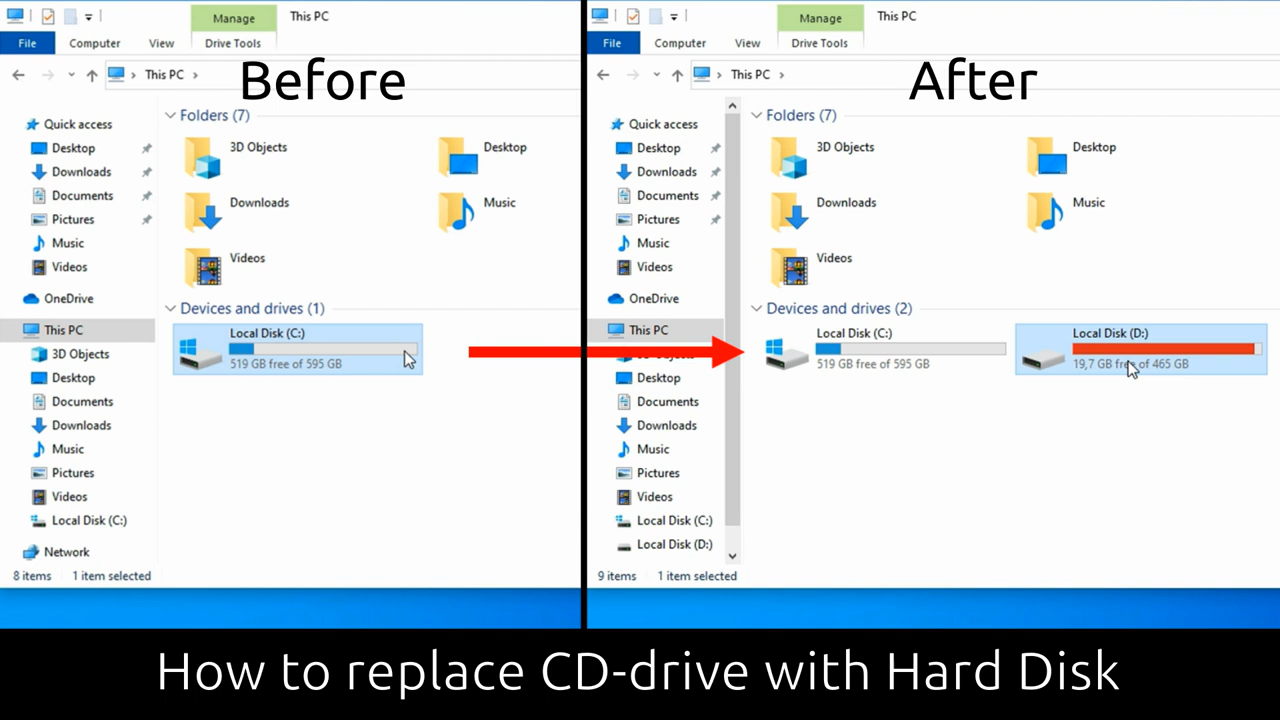 Manage
This PC
File
Computer
View
Drive Tools
This PC
Before
Folders (7)
Quick access
Desktop
Downloads
Documents
Pictures
Music
Videos
OneDrive
This PC
3D Objects
Desktop
Documents
Downloads
Music
Pictures
Videos
Local Disk (C:)
Network
3D Objects
Desktop
Downloads
Music
Videos
Devices and drives (1)
Local Disk (C:)
519 GB free of 595 GB
8 items
1 item selected
Manage
This PC
File
Computer
View
Drive Tools
This PC
After
Quick access
Desktop
Downloads
Documents
Pictures
Music
Videos
OneDrive
This PC
3D Objects
Desktop
Documents
Downloads
Music
Pictures
Videos
Local Disk (C:)
Local Disk (D:)
Folders (7)
3D Objects
Desktop
Downloads
Music
Videos
Devices and drives (2)
Local Disk (C:)
519 GB free of 595 GB
Local Disk (D:)
19,7 GB free of 465 GB
9 items
1 item selected
How to replace CD-drive with Hard Disk